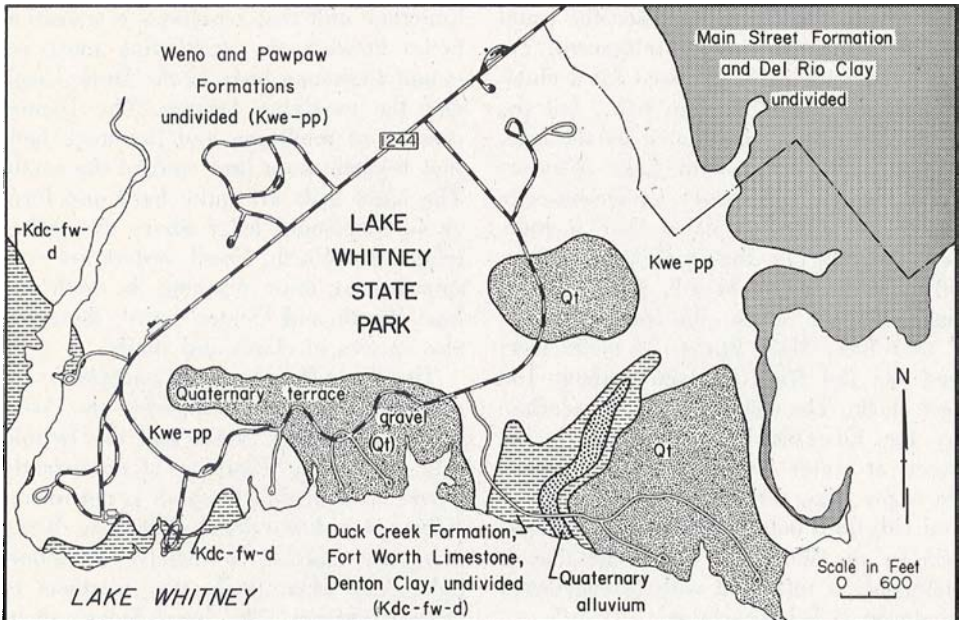 Weno and Pawpaw
Formations
undivided (Kwe-pp)
Main Street Formation
and Del Rio Clay
undivided
1244
LAKE
WHITNEY
STATE
PARK
Kdc-fw-
d
Kwe-pp
Qt
Quaternary terrace
gravel
(Qt)
Kwe-pp
Qt
N
Kdc-fw-d
Duck Creek Formation,
Fort Worth Limestone,
Denton Clay, undivided
(Kdc-fw-d)
Quaternary
alluvium
Scale in Feet
0 600
LAKE WHITNEY